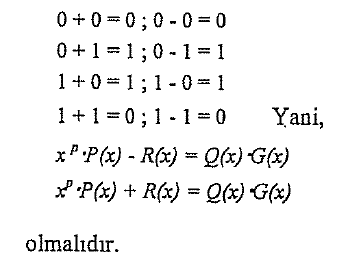 0 + 0 = 0 ; 0 - 0 = 0
0 + 1 = 1 ; 0 - 1 = 1
1 + 0 = 1 ; 1 - 0 = 1
1 + 1 = 0 ; 1 - 1 = 0 Yani,
x^p·P(x) - R(x) = Q(x)·G(x)
x^p·P(x) + R(x) = Q(x)·G(x)
olmalıdır.